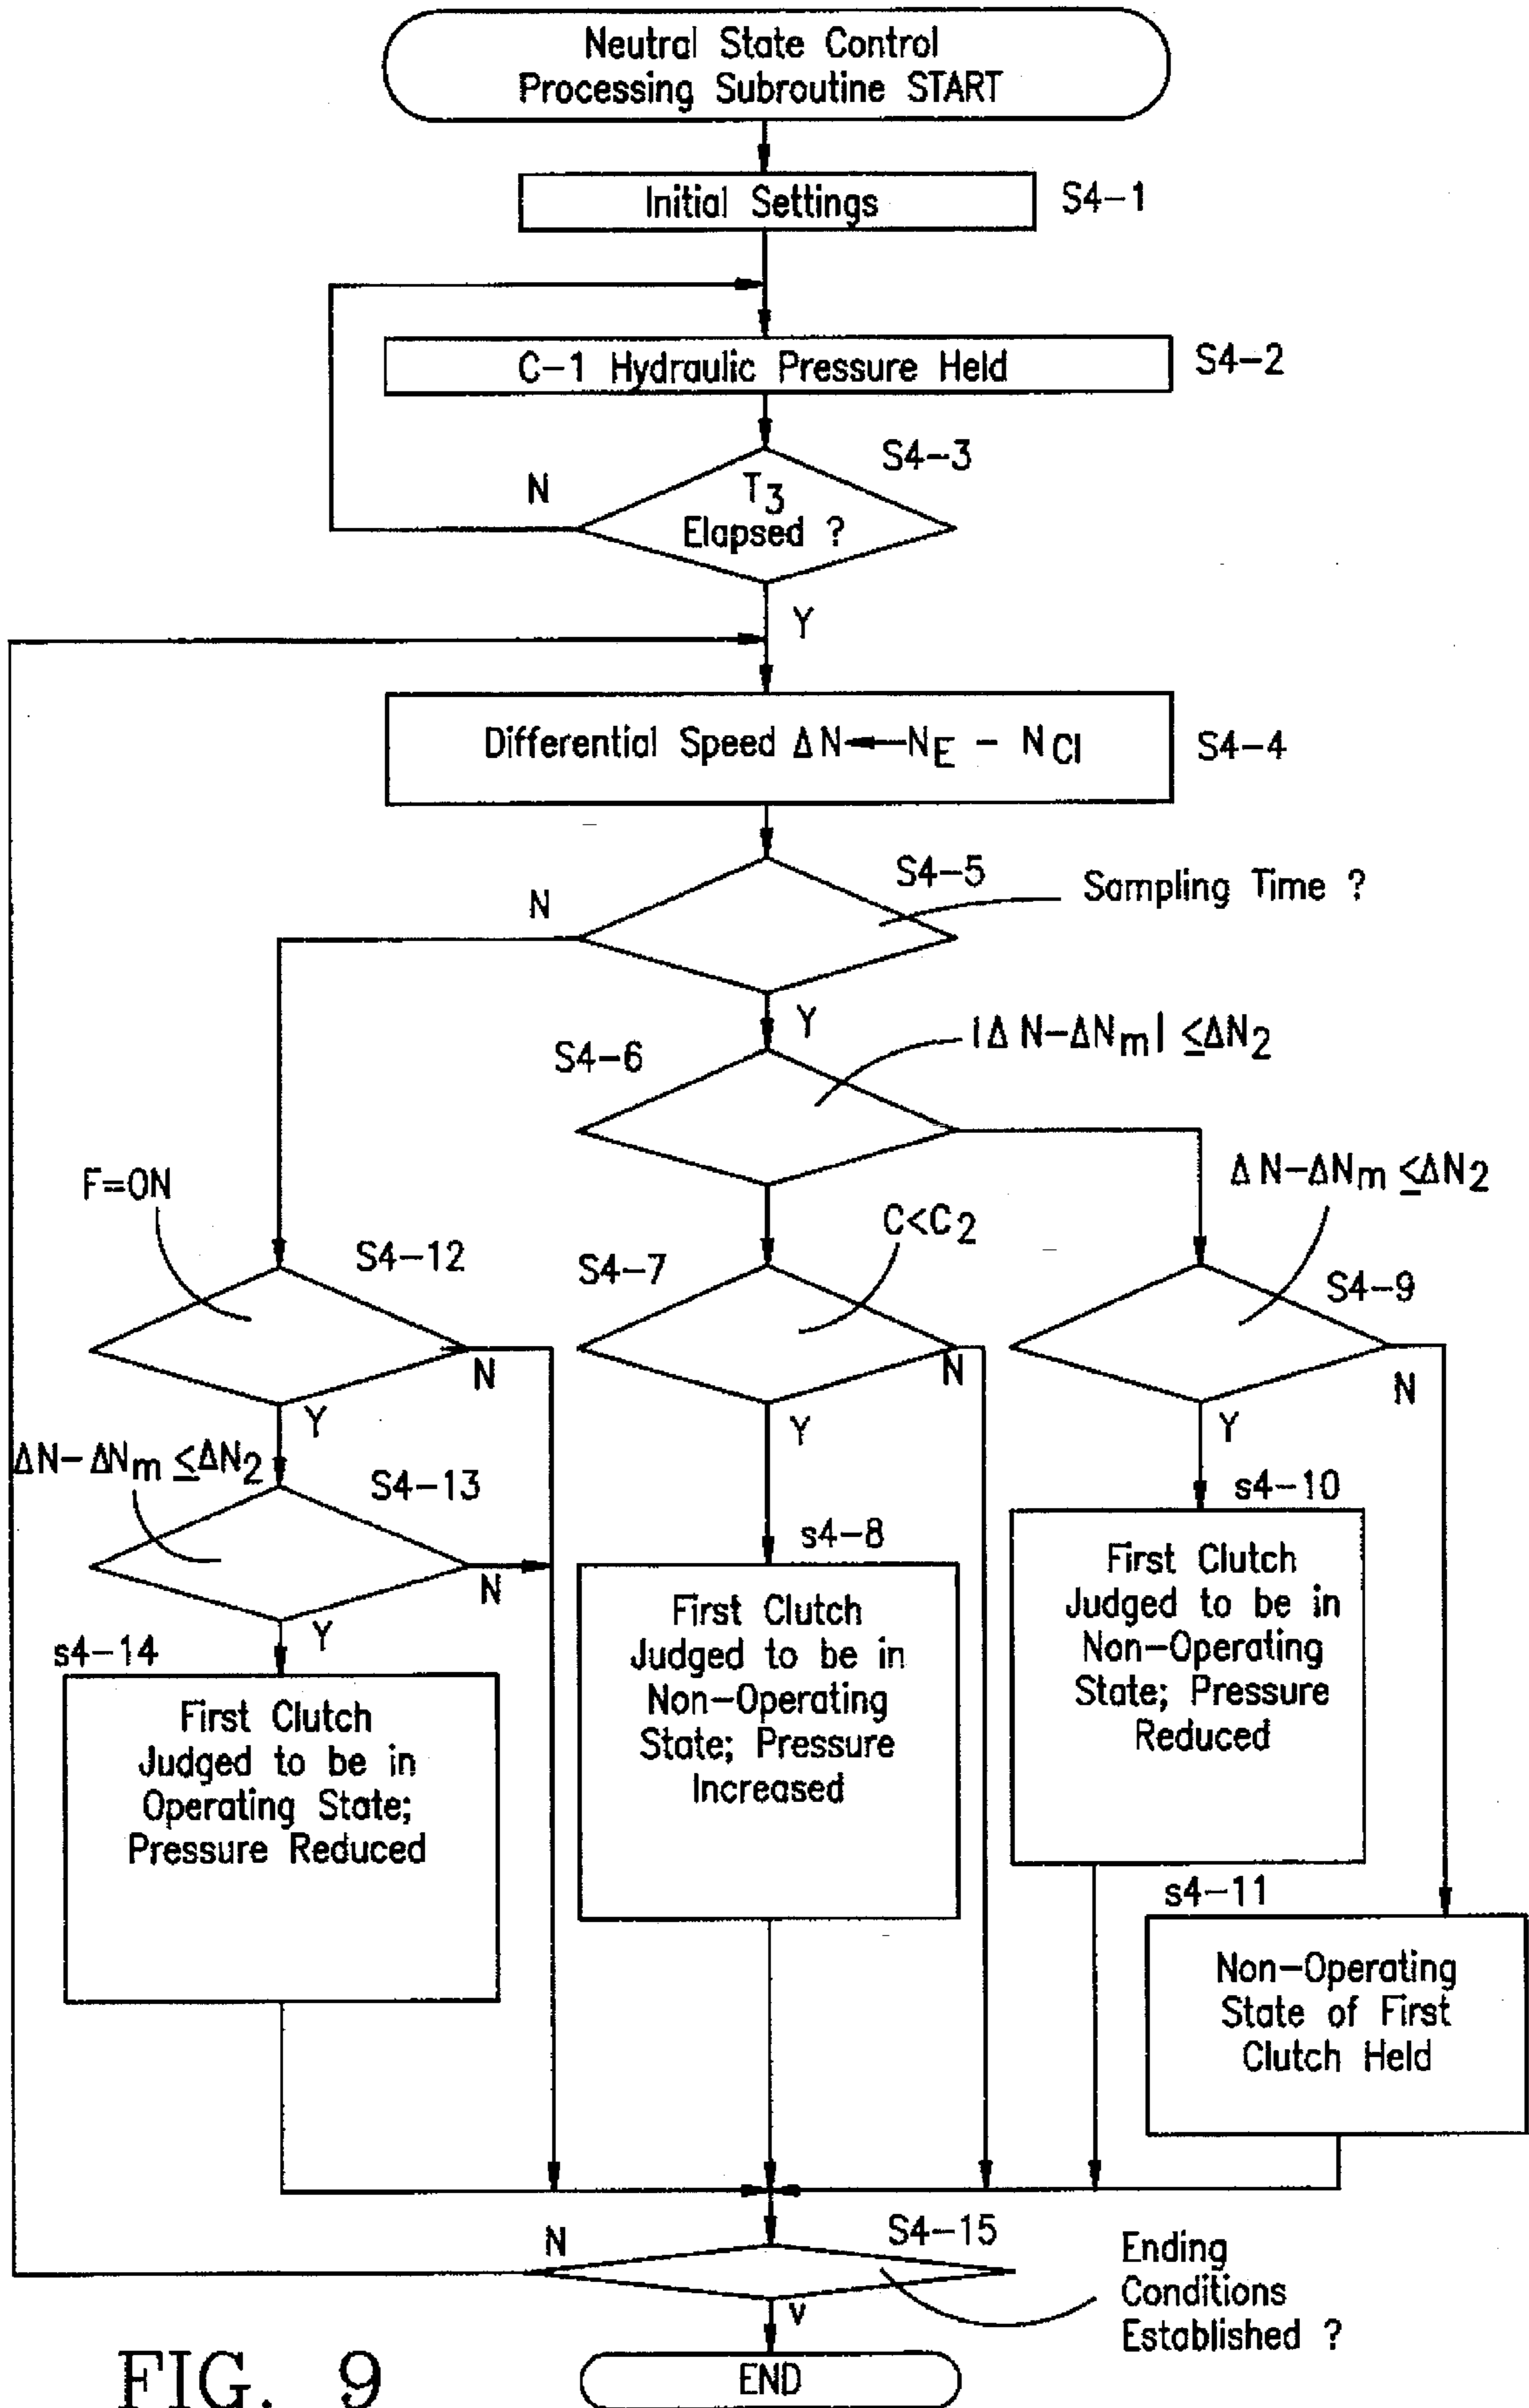 Neutral State Control
Processing Subroutine START
Initial Settings
S4-1
C-1 Hydraulic Pressure Held
S4-2
S4-3
T3
Elapsed ?
N
Y
Differential Speed ΔN←NE - NCI
S4-4
S4-5
Sampling Time ?
N
Y
|ΔN-ΔNm| ≤ΔN2
S4-6
F=ON
S4-12
N
Y
C<C2
S4-7
N
Y
ΔN-ΔNm ≤ΔN2
S4-9
N
Y
ΔN-ΔNm ≤ΔN2
S4-13
N
Y
s4-14
First Clutch
Judged to be in
Operating State;
Pressure Reduced
s4-8
First Clutch
Judged to be in
Non-Operating
State; Pressure
Increased
s4-10
First Clutch
Judged to be in
Non-Operating
State; Pressure
Reduced
s4-11
Non-Operating
State of First
Clutch Held
N
S4-15
Ending
Conditions
Established ?
Y
END
FIG. 9